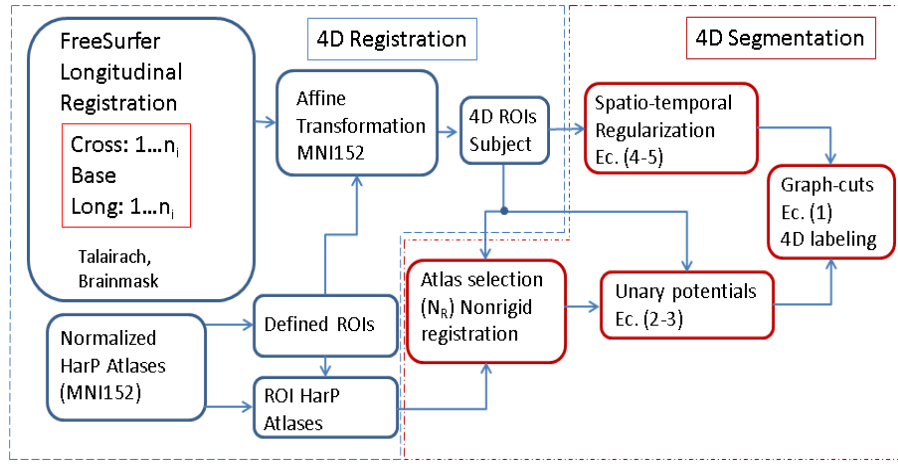 4D Registration
4D Segmentation
FreeSurfer
Longitudinal
Registration
Cross: 1...nᵢ
Base
Long: 1...nᵢ
Talairach,
Brainmask
Affine
Transformation
MNI152
4D ROIs
Subject
Spatio-temporal
Regularization
Ec. (4-5)
Graph-cuts
Ec. (1)
4D labeling
Normalized
HarP Atlases
(MNI152)
Defined ROIs
ROI HarP
Atlases
Atlas selection
(N_R) Nonrigid
registration
Unary potentials
Ec. (2-3)